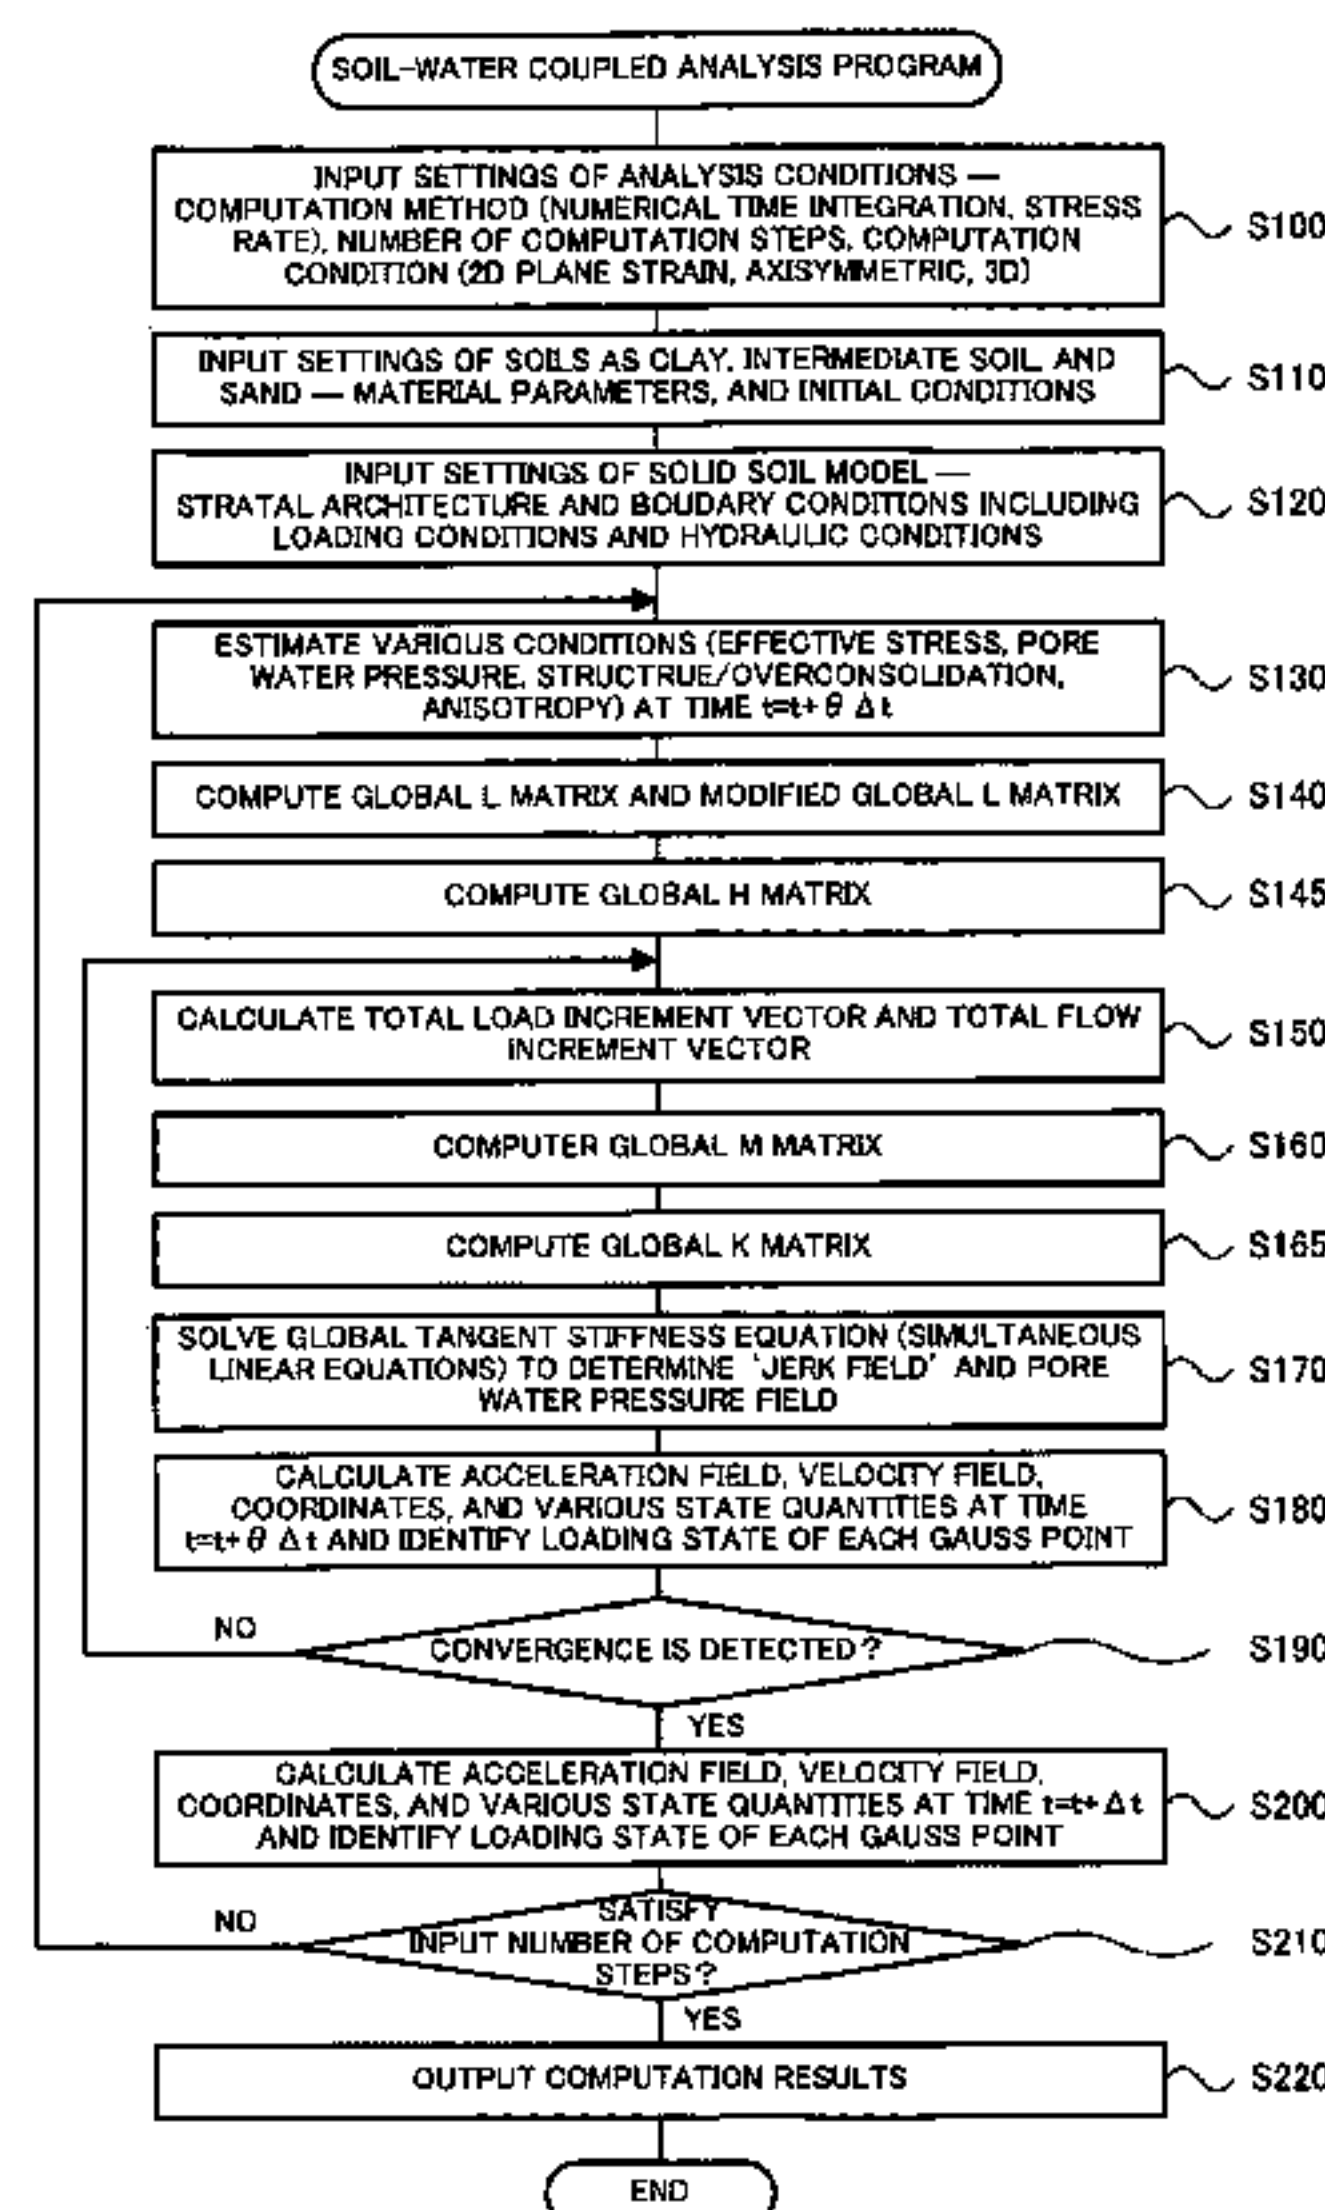 SOIL-WATER COUPLED ANALYSIS PROGRAM
INPUT SETTINGS OF ANALYSIS CONDITIONS —
COMPUTATION METHOD (NUMERICAL TIME INTEGRATION, STRESS
RATE), NUMBER OF COMPUTATION STEPS, COMPUTATION
CONDITION (2D PLANE STRAIN, AXISYMMETRIC, 3D)
S100
INPUT SETTINGS OF SOILS AS CLAY, INTERMEDIATE SOIL AND
SAND — MATERIAL PARAMETERS, AND INITIAL CONDITIONS
S110
INPUT SETTINGS OF SOLID SOIL MODEL —
STRATAL ARCHITECTURE AND BOUDARY CONDITIONS INCLUDING
LOADING CONDITIONS AND HYDRAULIC CONDITIONS
S120
ESTIMATE VARIOUS CONDITIONS (EFFECTIVE STRESS, PORE
WATER PRESSURE, STRUCTRUE/OVERCONSOLIDATION,
ANISOTROPY) AT TIME t=t+θΔt
S130
COMPUTE GLOBAL L MATRIX AND MODIFIED GLOBAL L MATRIX
S140
COMPUTE GLOBAL H MATRIX
S145
CALCULATE TOTAL LOAD INCREMENT VECTOR AND TOTAL FLOW
INCREMENT VECTOR
S150
COMPUTER GLOBAL M MATRIX
S160
COMPUTE GLOBAL K MATRIX
S165
SOLVE GLOBAL TANGENT STIFFNESS EQUATION (SIMULTANEOUS
LINEAR EQUATIONS) TO DETERMINE 'JERK FIELD' AND PORE
WATER PRESSURE FIELD
S170
CALCULATE ACCELERATION FIELD, VELOCITY FIELD,
COORDINATES, AND VARIOUS STATE QUANTITIES AT TIME
t=t+θΔt AND IDENTIFY LOADING STATE OF EACH GAUSS POINT
S180
NO
CONVERGENCE IS DETECTED?
S190
YES
CALCULATE ACCELERATION FIELD, VELOCITY FIELD,
COORDINATES, AND VARIOUS STATE QUANTITIES AT TIME t=t+Δt
AND IDENTIFY LOADING STATE OF EACH GAUSS POINT
S200
NO
SATISFY
INPUT NUMBER OF COMPUTATION
STEPS?
S210
YES
OUTPUT COMPUTATION RESULTS
S220
END